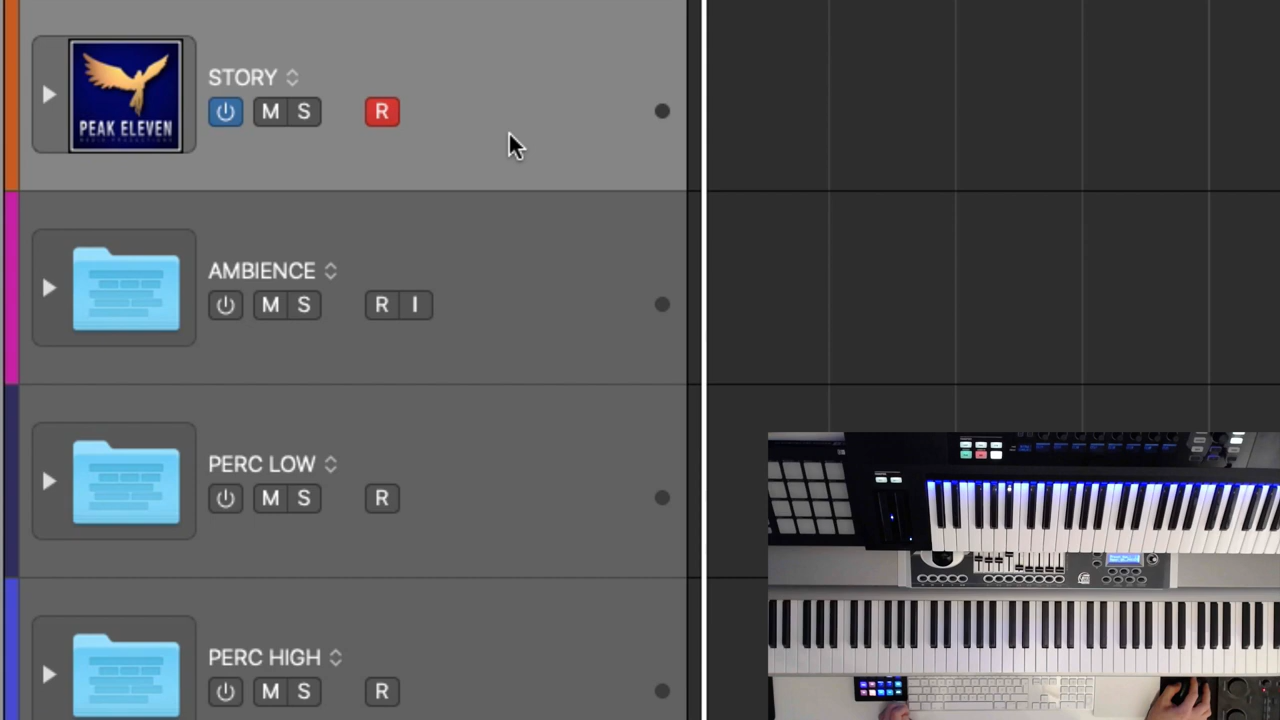 STORY
M S R
PEAK ELEVEN
AMBIENCE
M S R I
PERC LOW
M S R
PERC HIGH
M S R